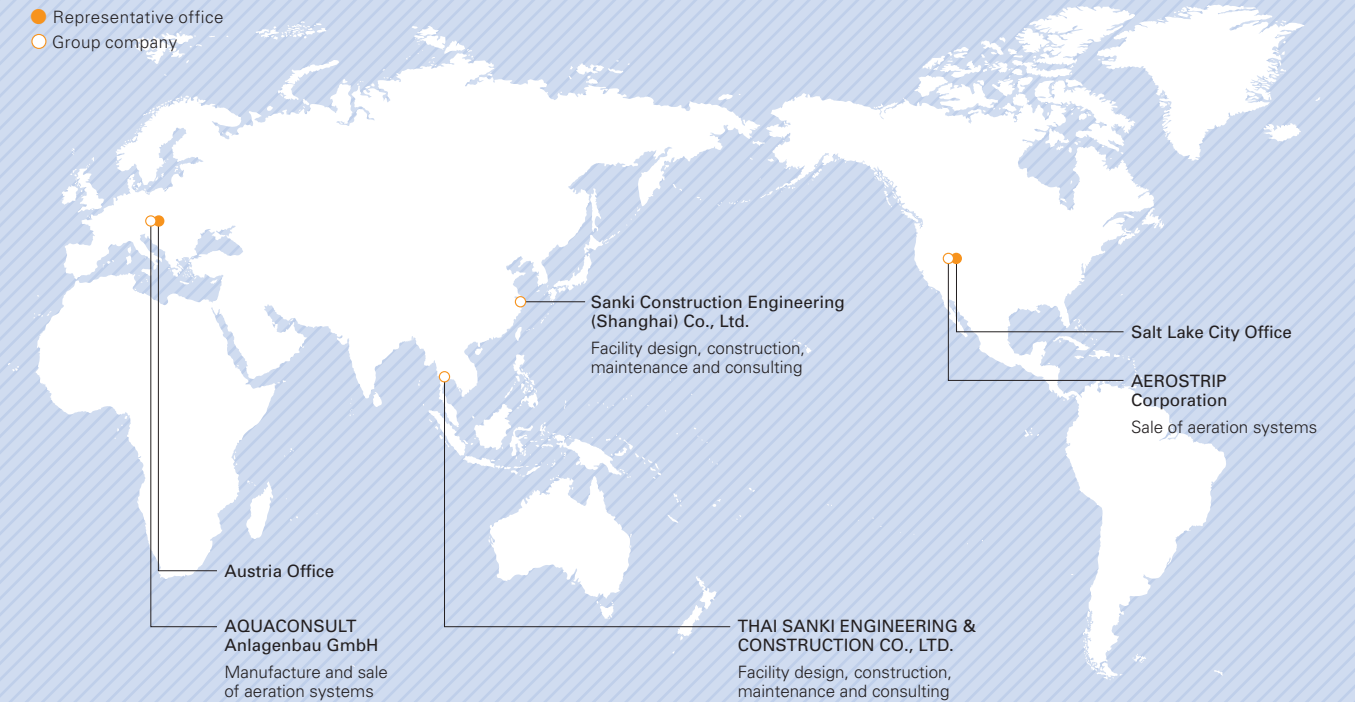 Representative office
Group company
Sanki Construction Engineering
(Shanghai) Co., Ltd.
Facility design, construction,
maintenance and consulting
Salt Lake City Office
AEROSTRIP
Corporation
Sale of aeration systems
Austria Office
AQUACONSULT
Anlagenbau GmbH
Manufacture and sale
of aeration systems
THAI SANKI ENGINEERING &
CONSTRUCTION CO., LTD.
Facility design, construction,
maintenance and consulting